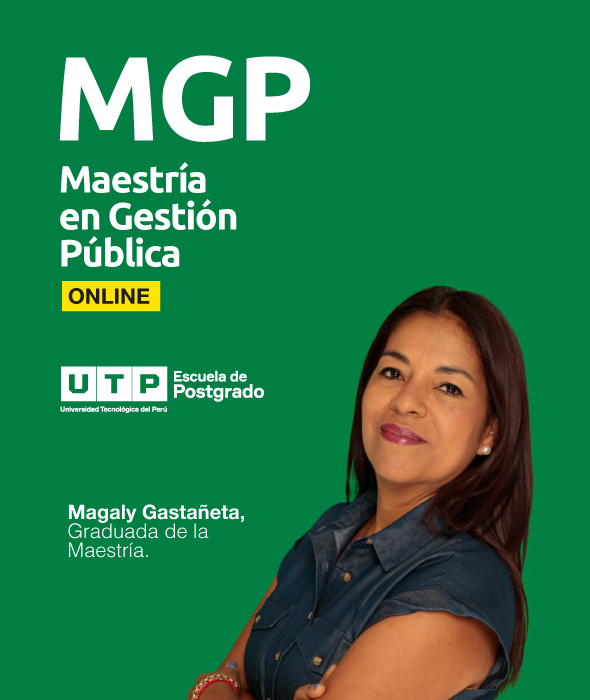 MGP
Maestría
en Gestión
Pública
ONLINE
UTP
Universidad Tecnológica del Perú
Escuela de
Postgrado
Magaly Gastañeta,
Graduada de la
Maestría.